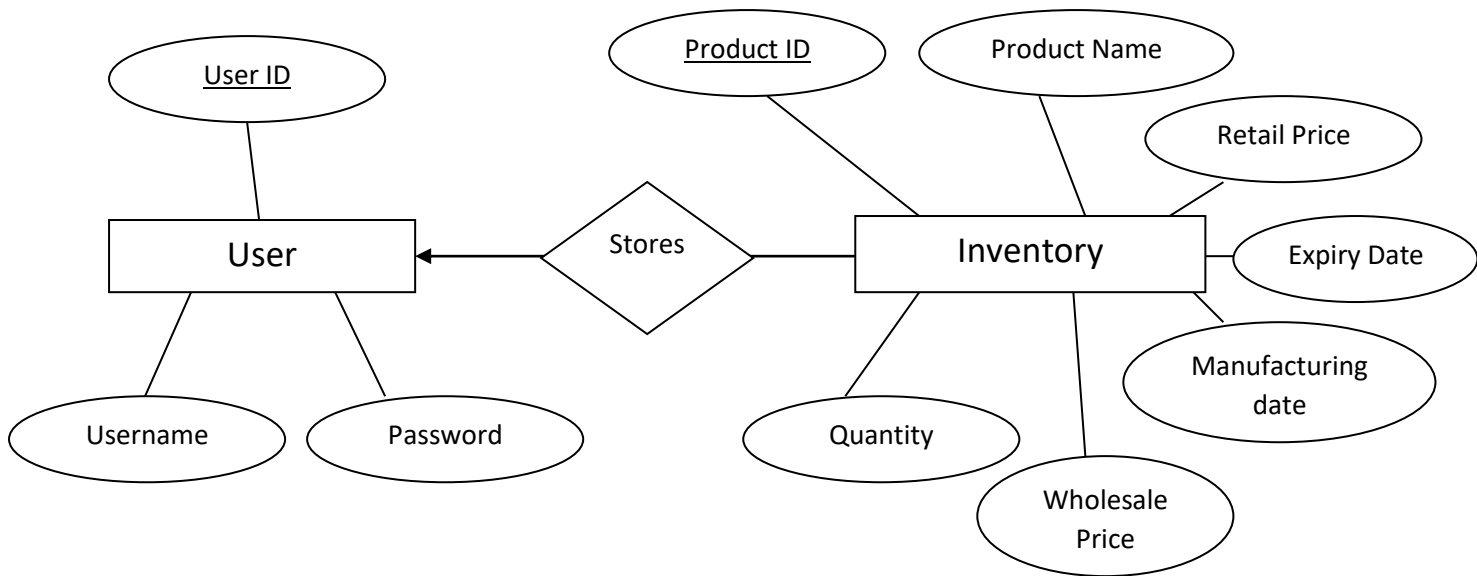 Product ID
Product Name
User ID
Retail Price
User
Stores
Inventory
Expiry Date
Manufacturing
date
Username
Password
Quantity
Wholesale
Price